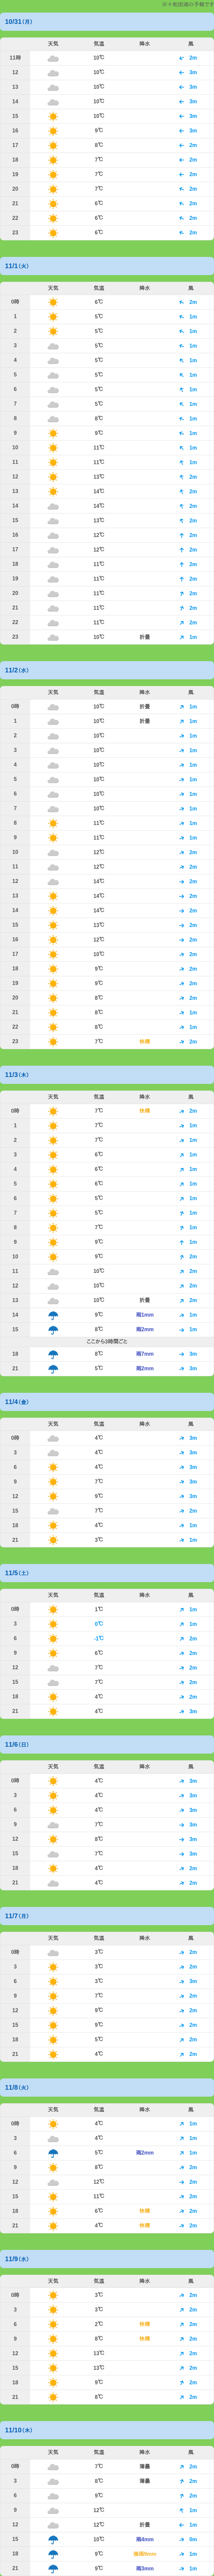 10/31(月)
天気 気温 降水 風
11時 10℃ 2m
12 10℃ 3m
13 10℃ 3m
14 10℃ 3m
15 10℃ 3m
16 9℃ 3m
17 8℃ 2m
18 7℃ 2m
19 7℃ 2m
20 7℃ 2m
21 6℃ 2m
22 6℃ 2m
23 6℃ 2m
11/1(火)
天気 気温 降水 風
0時 6℃ 2m
1 5℃ 1m
2 5℃ 1m
3 5℃ 1m
4 5℃ 1m
5 5℃ 1m
6 5℃ 1m
7 5℃ 1m
8 8℃ 1m
9 9℃ 1m
10 11℃ 1m
11 11℃ 1m
12 13℃ 2m
13 14℃ 2m
14 14℃ 2m
15 13℃ 2m
16 12℃ 2m
17 12℃ 2m
18 11℃ 2m
19 11℃ 2m
20 11℃ 2m
21 11℃ 2m
22 11℃ 1m
23 10℃ 折畳 1m
11/2(水)
天気 気温 降水 風
0時 10℃ 折畳 1m
1 10℃ 折畳 1m
2 10℃ 1m
3 10℃ 1m
4 10℃ 1m
5 10℃ 1m
6 10℃ 1m
7 10℃ 1m
8 11℃ 1m
9 11℃ 1m
10 12℃ 2m
11 12℃ 2m
12 14℃ 2m
13 14℃ 2m
14 14℃ 2m
15 13℃ 2m
16 12℃ 2m
17 10℃ 2m
18 9℃ 2m
19 9℃ 2m
20 8℃ 2m
21 8℃ 1m
22 8℃ 1m
23 7℃ 快晴 2m
11/3(木)
天気 気温 降水 風
0時 7℃ 快晴 2m
1 7℃ 1m
2 7℃ 1m
3 6℃ 1m
4 6℃ 1m
5 6℃ 1m
6 5℃ 1m
7 5℃ 1m
8 7℃ 1m
9 9℃ 1m
10 9℃ 2m
11 10℃ 2m
12 10℃ 2m
13 10℃ 折畳 2m
14 9℃ 雨1mm 1m
15 8℃ 雨2mm 1m
ここから3時間ごと
18 8℃ 雨7mm 3m
21 5℃ 雨2mm 3m
11/4(金)
天気 気温 降水 風
0時 4℃ 3m
3 4℃ 3m
6 4℃ 3m
9 7℃ 3m
12 9℃ 3m
15 7℃ 2m
18 4℃ 1m
21 3℃ 1m
11/5(土)
天気 気温 降水 風
0時 1℃ 1m
3 0℃ 1m
6 -1℃ 2m
9 6℃ 2m
12 7℃ 2m
15 7℃ 2m
18 4℃ 2m
21 4℃ 3m
11/6(日)
天気 気温 降水 風
0時 4℃ 3m
3 4℃ 3m
6 4℃ 3m
9 7℃ 3m
12 8℃ 3m
15 7℃ 3m
18 4℃ 2m
21 4℃ 2m
11/7(月)
天気 気温 降水 風
0時 3℃ 2m
3 3℃ 2m
6 3℃ 3m
9 7℃ 2m
12 9℃ 2m
15 9℃ 2m
18 5℃ 2m
21 4℃ 2m
11/8(火)
天気 気温 降水 風
0時 4℃ 1m
3 4℃ 1m
6 5℃ 雨2mm 1m
9 8℃ 2m
12 12℃ 2m
15 11℃ 2m
18 6℃ 快晴 2m
21 4℃ 快晴 2m
11/9(水)
天気 気温 降水 風
0時 3℃ 2m
3 3℃ 2m
6 2℃ 快晴 2m
9 8℃ 快晴 2m
12 13℃ 2m
15 13℃ 2m
18 9℃ 2m
21 8℃ 2m
11/10(木)
天気 気温 降水 風
0時 7℃ 薄曇 2m
3 8℃ 薄曇 2m
6 9℃ 2m
9 12℃ 1m
12 12℃ 折畳 1m
15 10℃ 雨4mm 0m
18 9℃ 2m
21 9℃ 雨3mm 1m